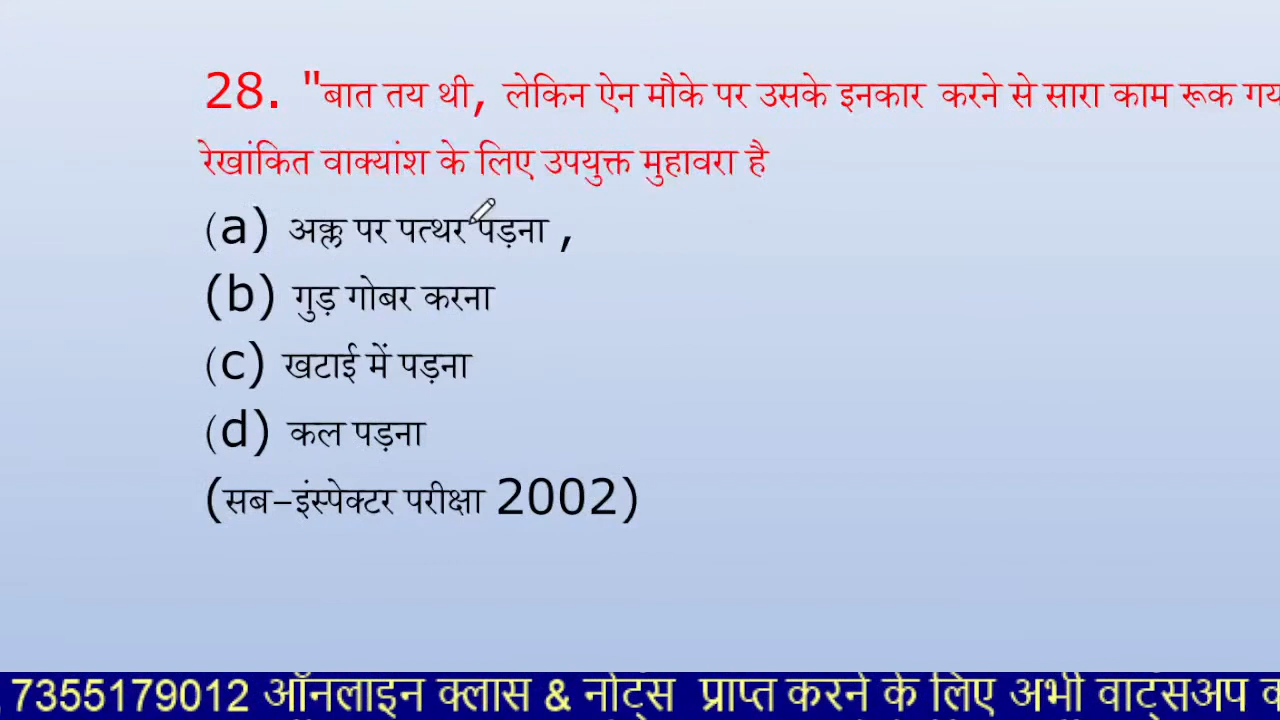 28. "बात तय थी, लेकिन ऐन मौके पर उसके इनकार करने से सारा काम रूक गय
रेखांकित वाक्यांश के लिए उपयुक्त मुहावरा है
(a) अक्ल पर पत्थर पड़ना ,
(b) गुड़ गोबर करना
(c) खटाई में पड़ना
(d) कल पड़ना
(सब-इंस्पेक्टर परीक्षा 2002)
7355179012 ऑनलाइन क्लास & नोट्स प्राप्त करने के लिए अभी वाट्सअप क